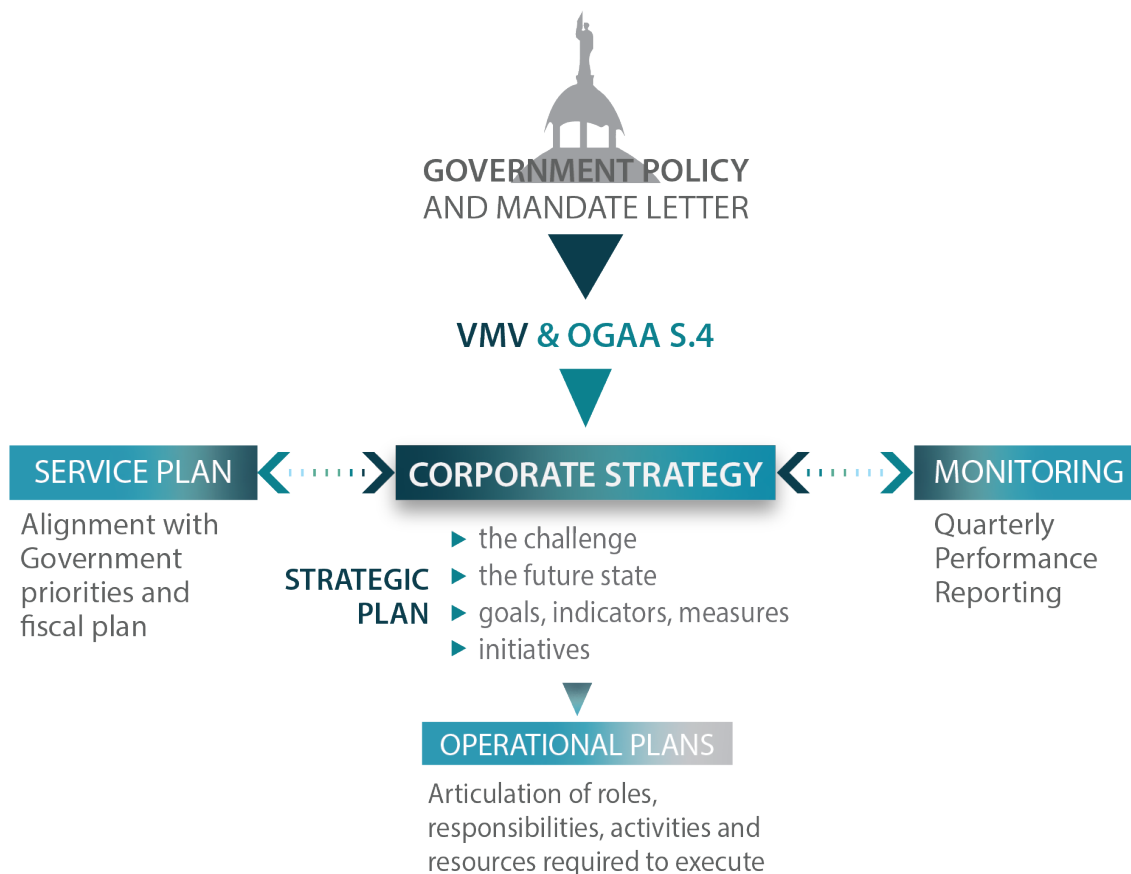 GOVERNMENT POLICY
AND MANDATE LETTER
VMV & OGAA S.4
SERVICE PLAN
Alignment with
Government
priorities and
fiscal plan
CORPORATE STRATEGY
STRATEGIC
PLAN
the challenge
the future state
goals, indicators, measures
initiatives
MONITORING
Quarterly
Performance
Reporting
OPERATIONAL PLANS
Articulation of roles,
responsibilities, activities and
resources required to execute